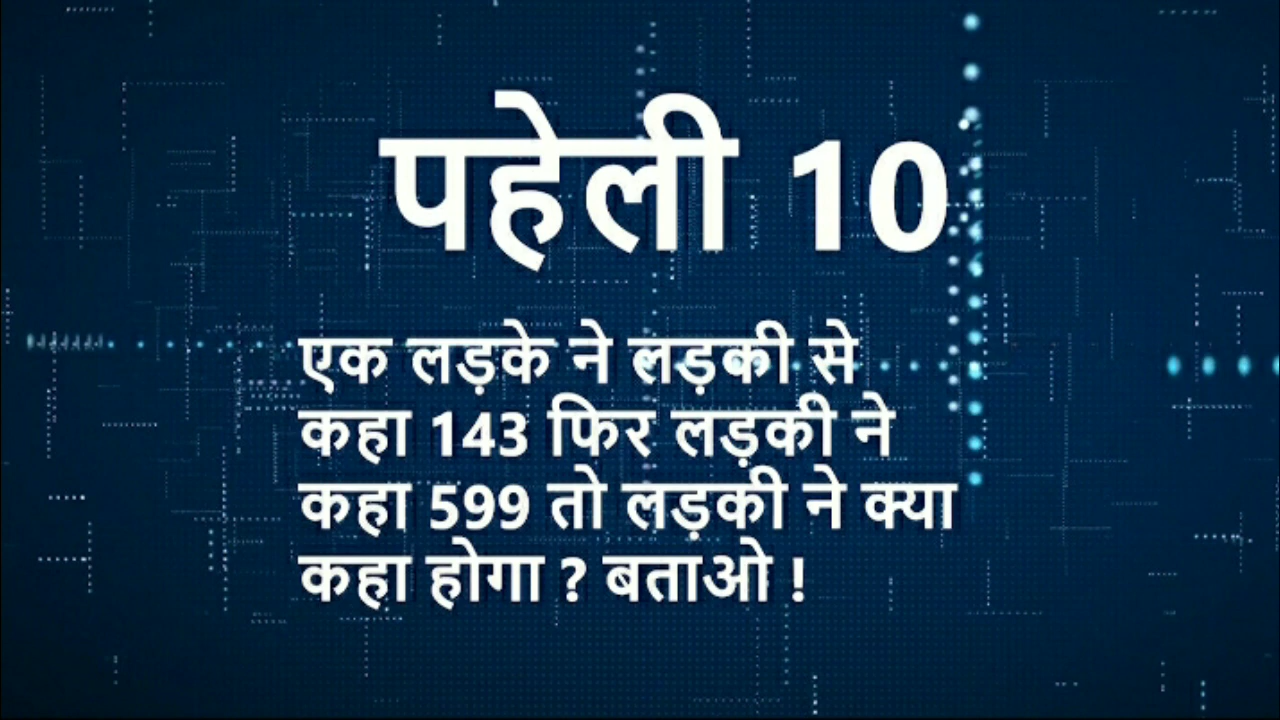 पहेली 10
एक लड़के ने लड़की से
कहा 143 फिर लड़की ने
कहा 599 तो लड़की ने क्या
कहा होगा ? बताओ !